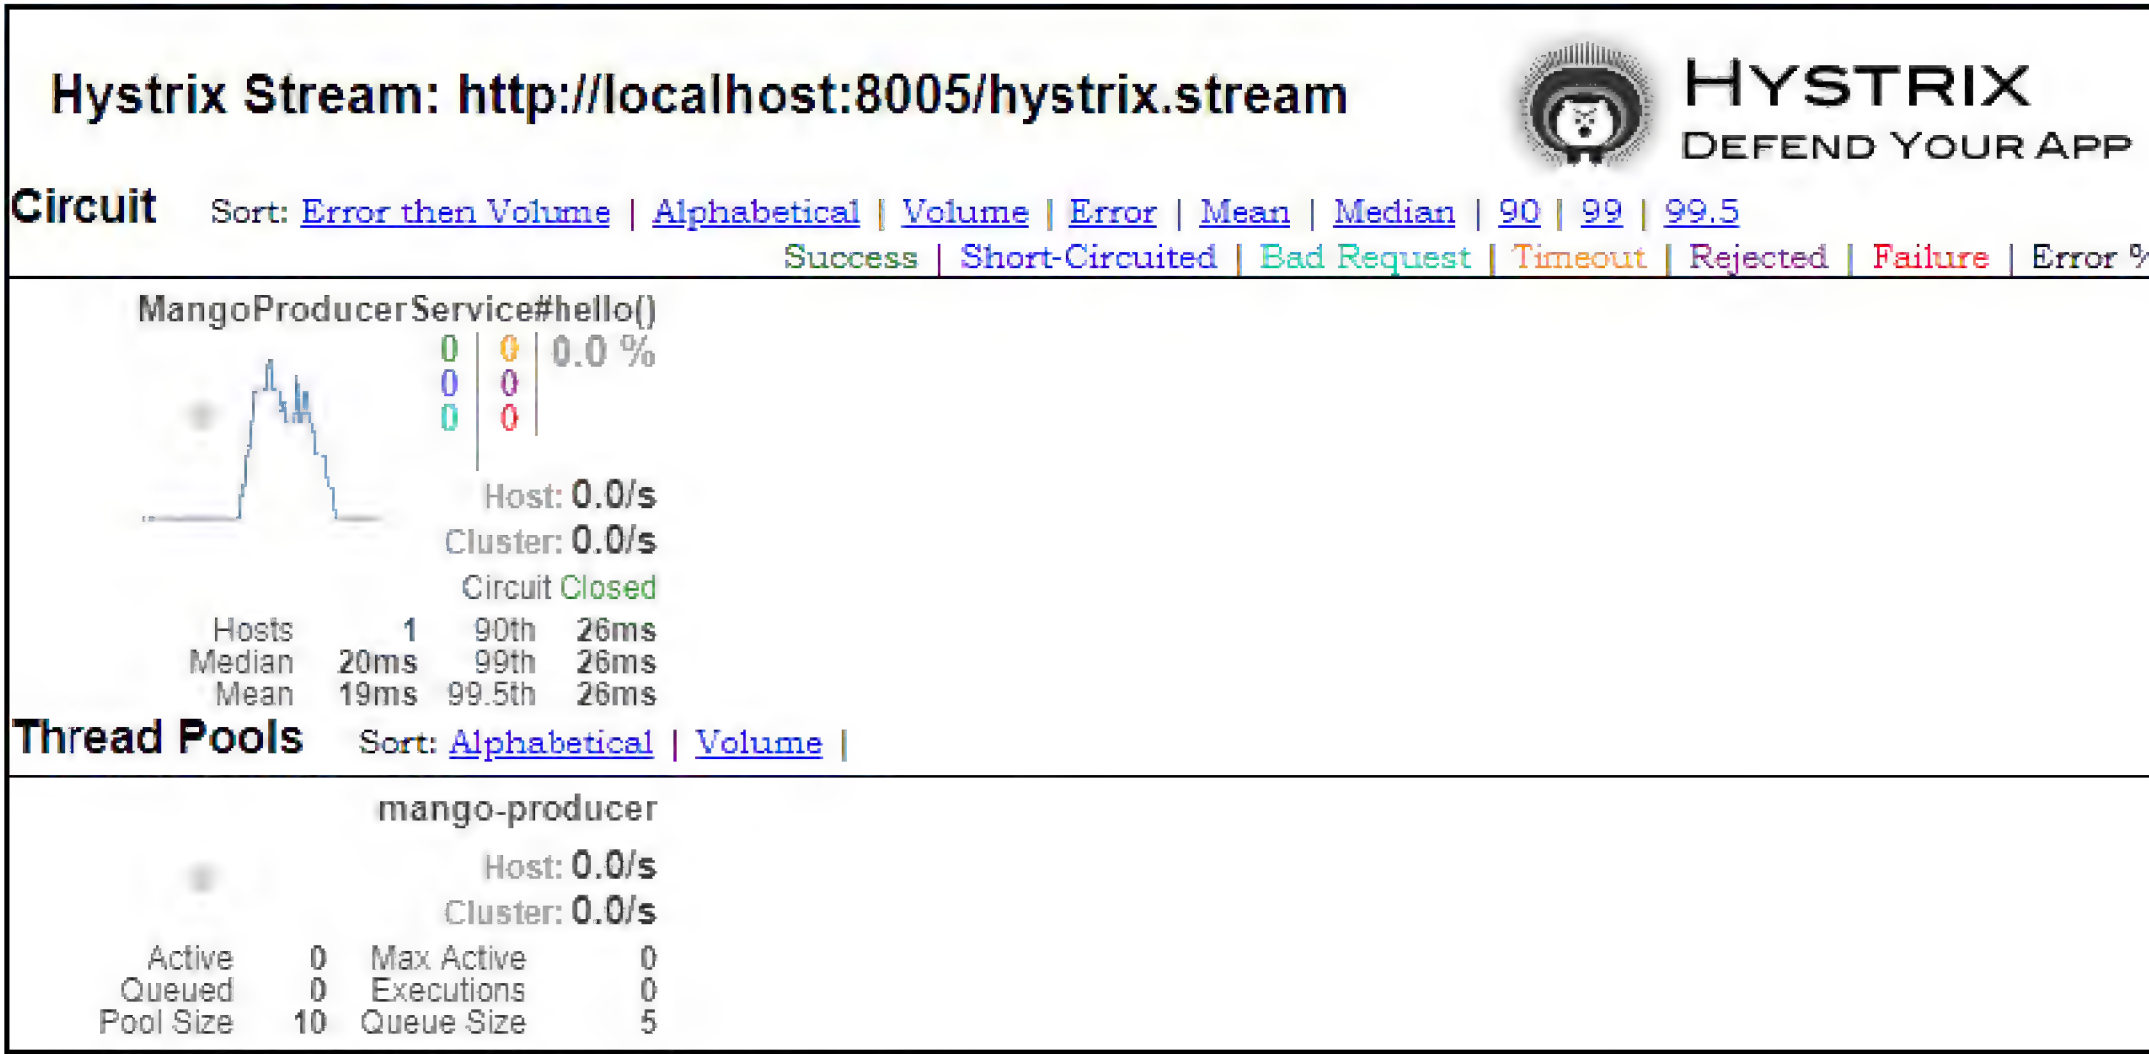 Hystrix Stream: http://localhost:8005/hystrix.stream
HYSTRIX
DEFEND YOUR APP
Circuit Sort: Error then Volume | Alphabetical | Volume | Error | Mean | Median | 90 | 99 | 99.5
Success | Short-Circuited | Bad Request | Timeout | Rejected | Failure | Error %
MangoProducerService#hello()
0 0 0.0 %
0 0
0 0
Host: 0.0/s
Cluster: 0.0/s
Circuit Closed
Hosts 1 90th 26ms
Median 20ms 99th 26ms
Mean 19ms 99.5th 26ms
Thread Pools Sort: Alphabetical | Volume |
mango-producer
Host: 0.0/s
Cluster: 0.0/s
Active 0 Max Active 0
Queued 0 Executions 0
Pool Size 10 Queue Size 5